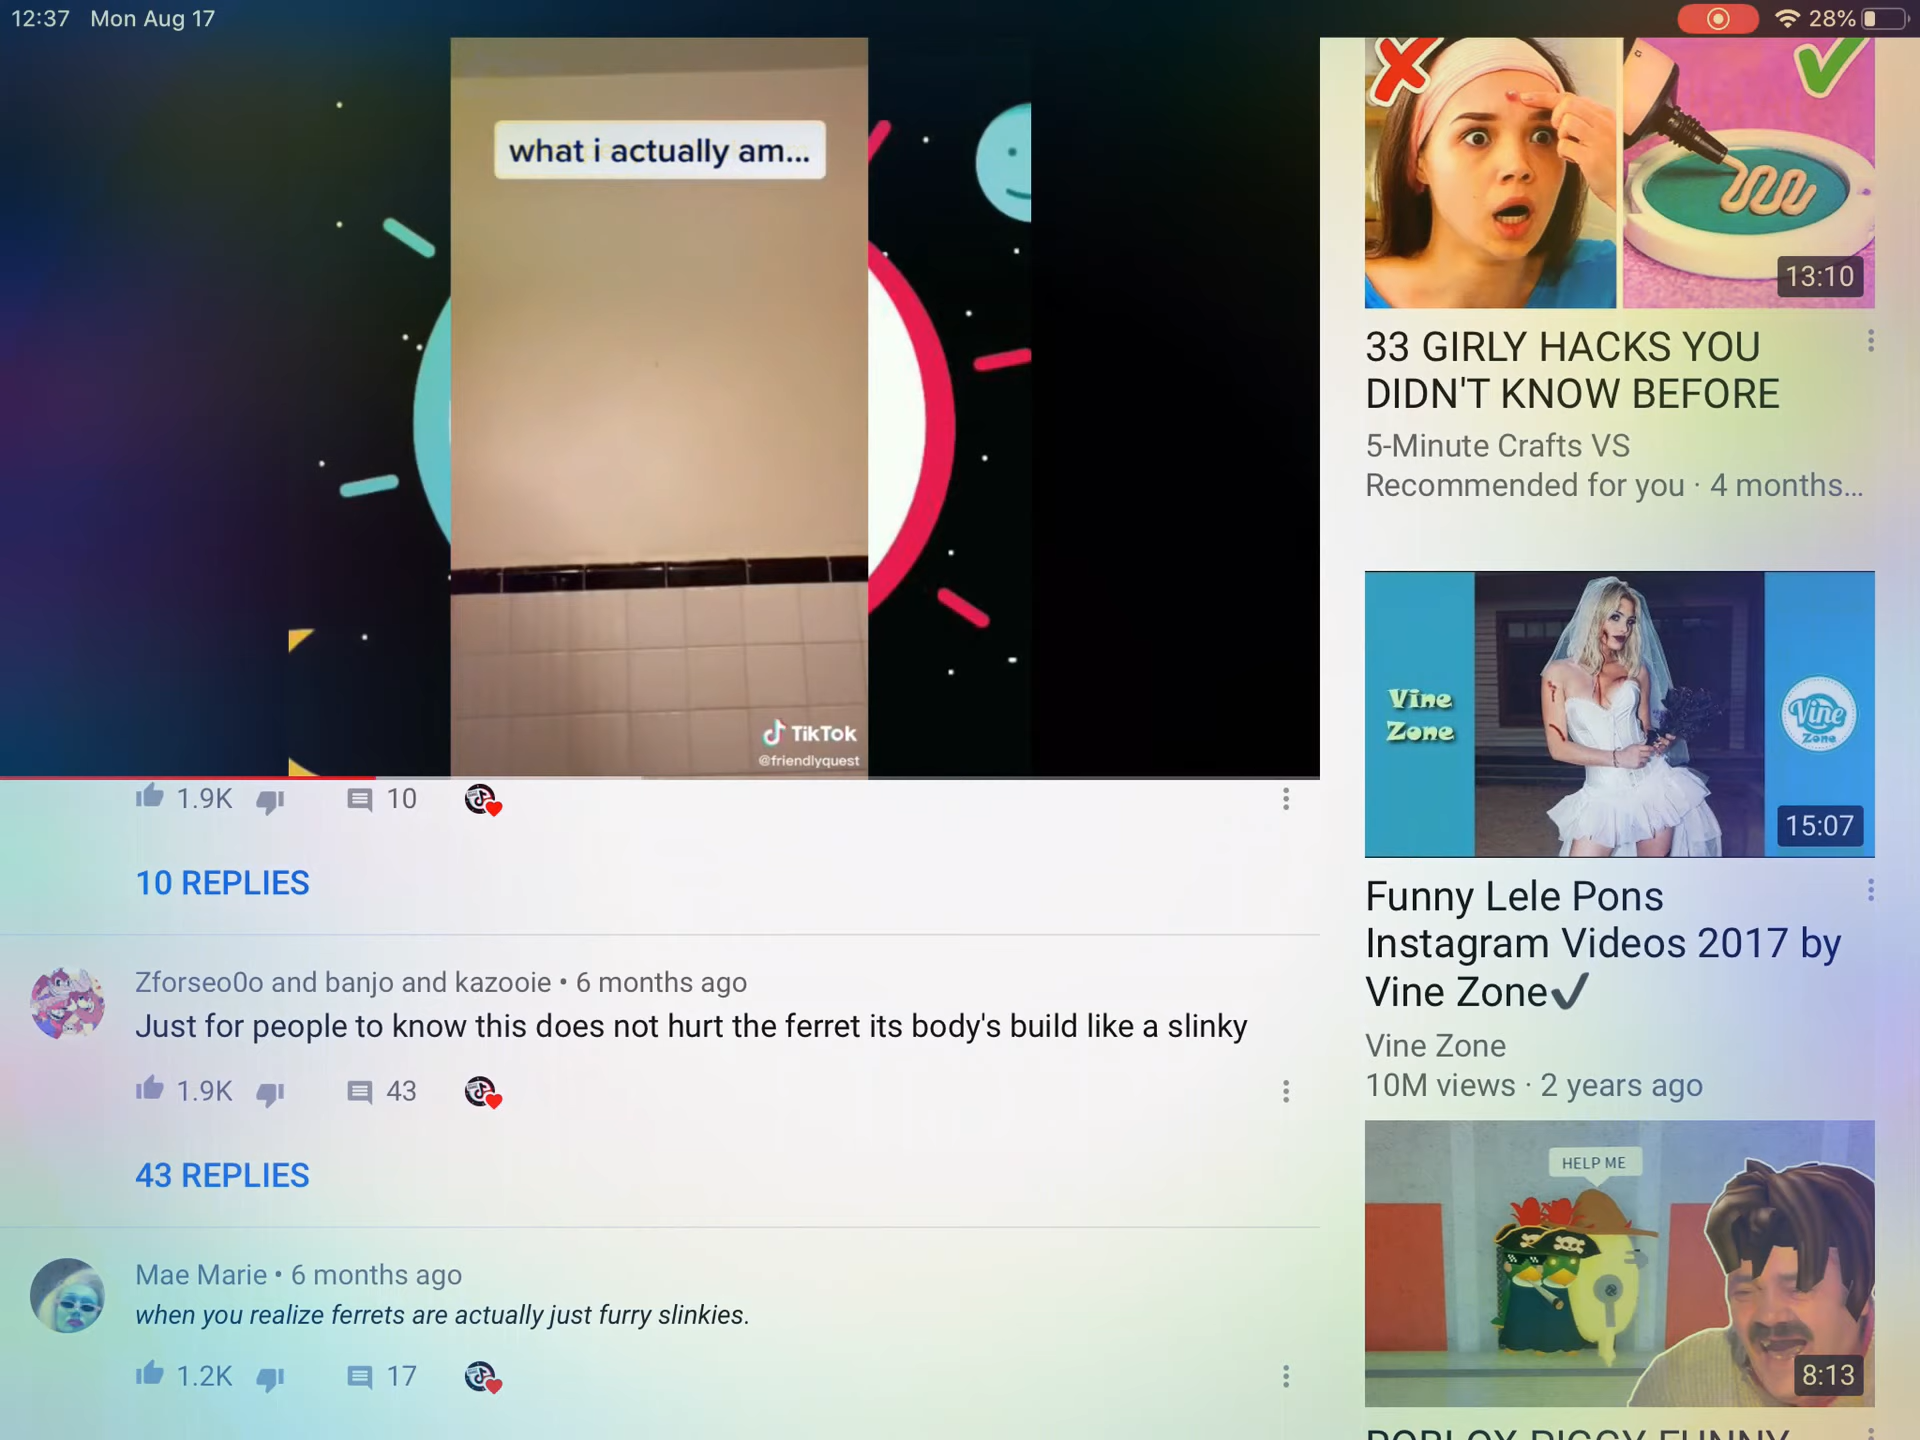 12:37 Mon Aug 17
28%
what i actually am...
TikTok
@friendlyquest
1.9K 10
10 REPLIES
Zforseo0o and banjo and kazooie • 6 months ago
Just for people to know this does not hurt the ferret its body's build like a slinky
1.9K 43
43 REPLIES
Mae Marie • 6 months ago
when you realize ferrets are actually just furry slinkies.
1.2K 17
13:10
33 GIRLY HACKS YOU
DIDN'T KNOW BEFORE
5-Minute Crafts VS
Recommended for you · 4 months...
Vine
Zone
Vine
Zone
15:07
Funny Lele Pons
Instagram Videos 2017 by
Vine Zone✔
Vine Zone
10M views · 2 years ago
HELP ME
8:13
ROBLOX PIGGY FUNNY